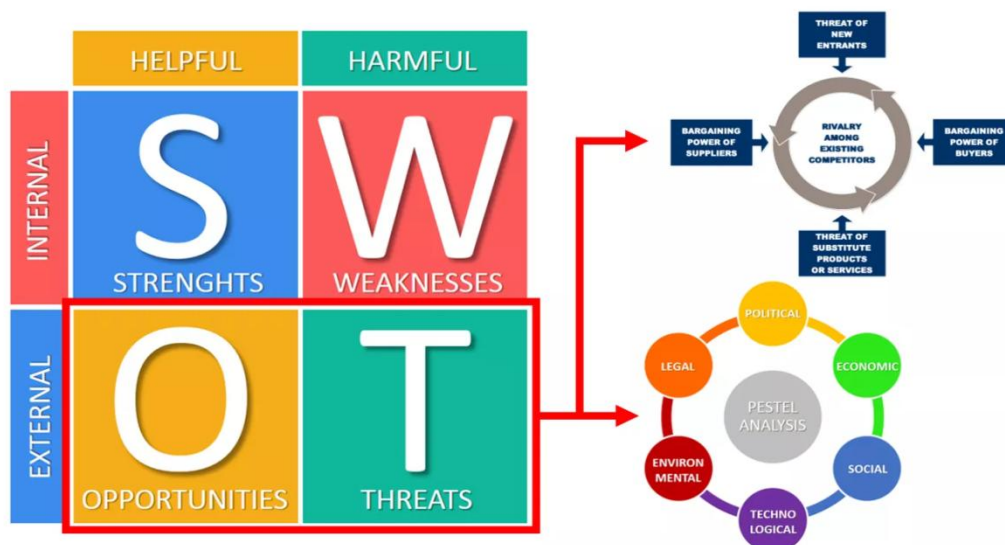 HELPFUL
HARMFUL
INTERNAL
S
STRENGHTS
W
WEAKNESSES
EXTERNAL
O
OPPORTUNITIES
T
THREATS
THREAT OF
NEW
ENTRANTS
BARGAINING
POWER OF
SUPPLIERS
RIVALRY
AMONG
EXISTING
COMPETITORS
BARGAINING
POWER OF
BUYERS
THREAT OF
SUBSTITUTE
PRODUCTS
OR SERVICES
POLITICAL
LEGAL
ECONOMIC
PESTEL
ANALYSIS
ENVIRON
MENTAL
SOCIAL
TECHNO
LOGICAL